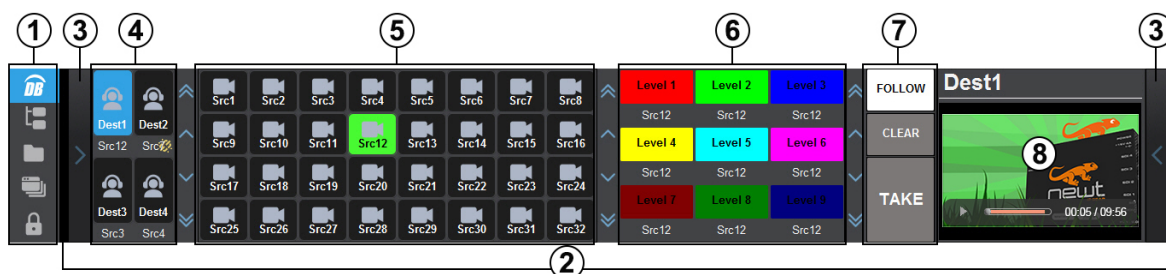 1 3 4 5 6 7 3
DB
Dest1 Dest2
Src12
Dest3 Dest4
Src3 Src4
Src1 Src2 Src3 Src4 Src5 Src6 Src7 Src8
Src9 Src10 Src11 Src12 Src13 Src14 Src15 Src16
Src17 Src18 Src19 Src20 Src21 Src22 Src23 Src24
Src25 Src26 Src27 Src28 Src29 Src30 Src31 Src32
Level 1 Level 2 Level 3
Src12 Src12 Src12
Level 4 Level 5 Level 6
Src12 Src12 Src12
Level 7 Level 8 Level 9
Src12 Src12 Src12
FOLLOW
CLEAR
TAKE
Dest1
8
newt
00:05 / 09:56
2